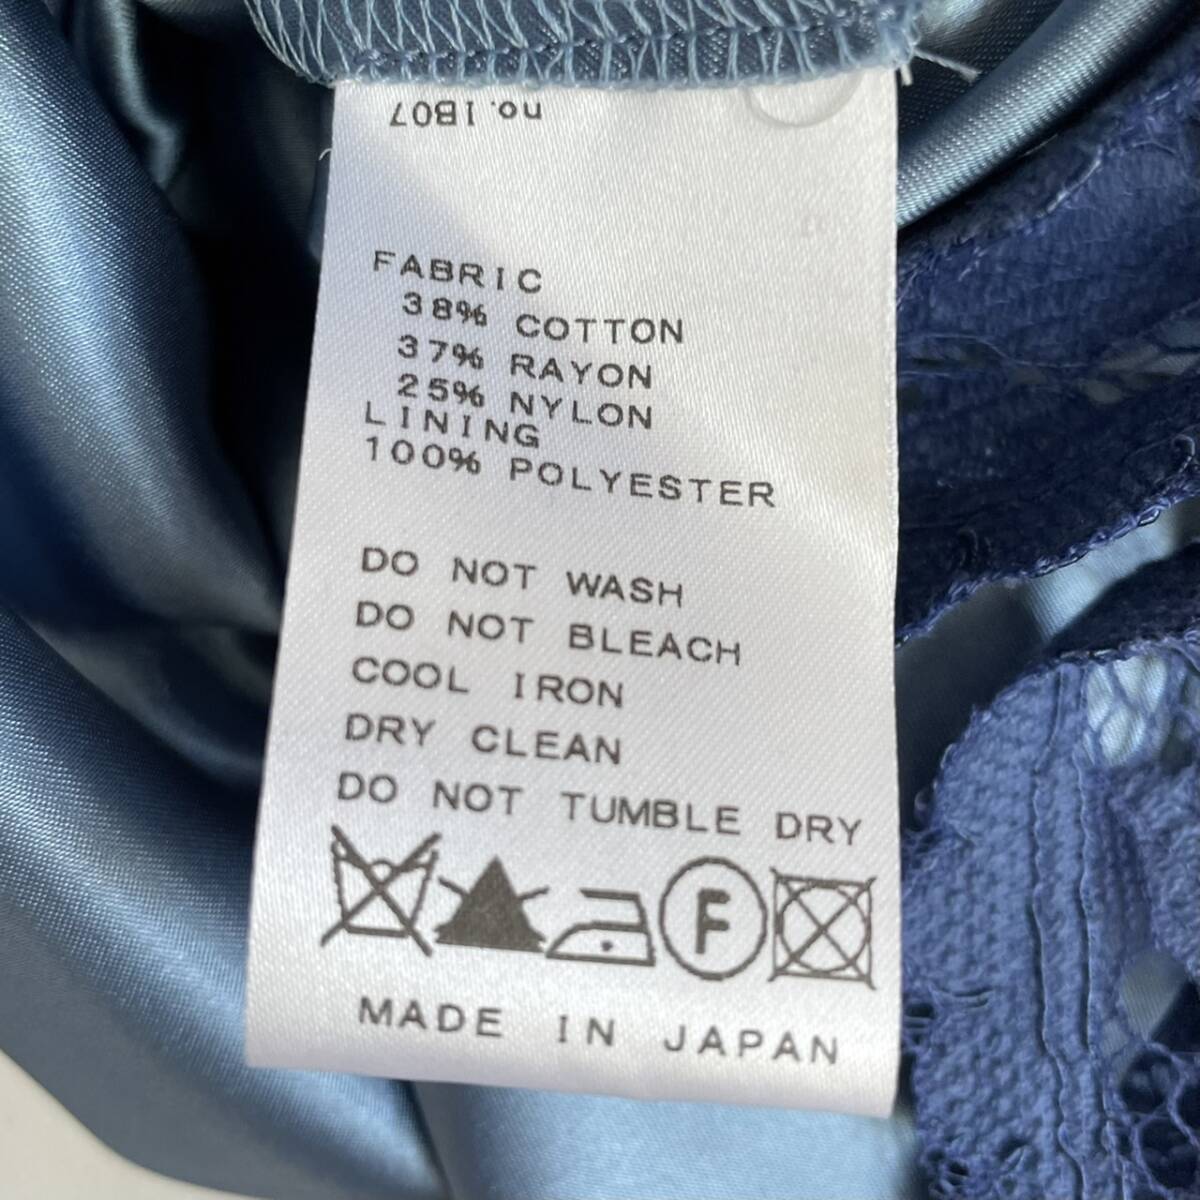 no. 1B07
FABRIC
38% COTTON
37% RAYON
25% NYLON
LINING
100% POLYESTER
DO NOT WASH
DO NOT BLEACH
COOL IRON
DRY CLEAN
DO NOT TUMBLE DRY
F
MADE IN JAPAN